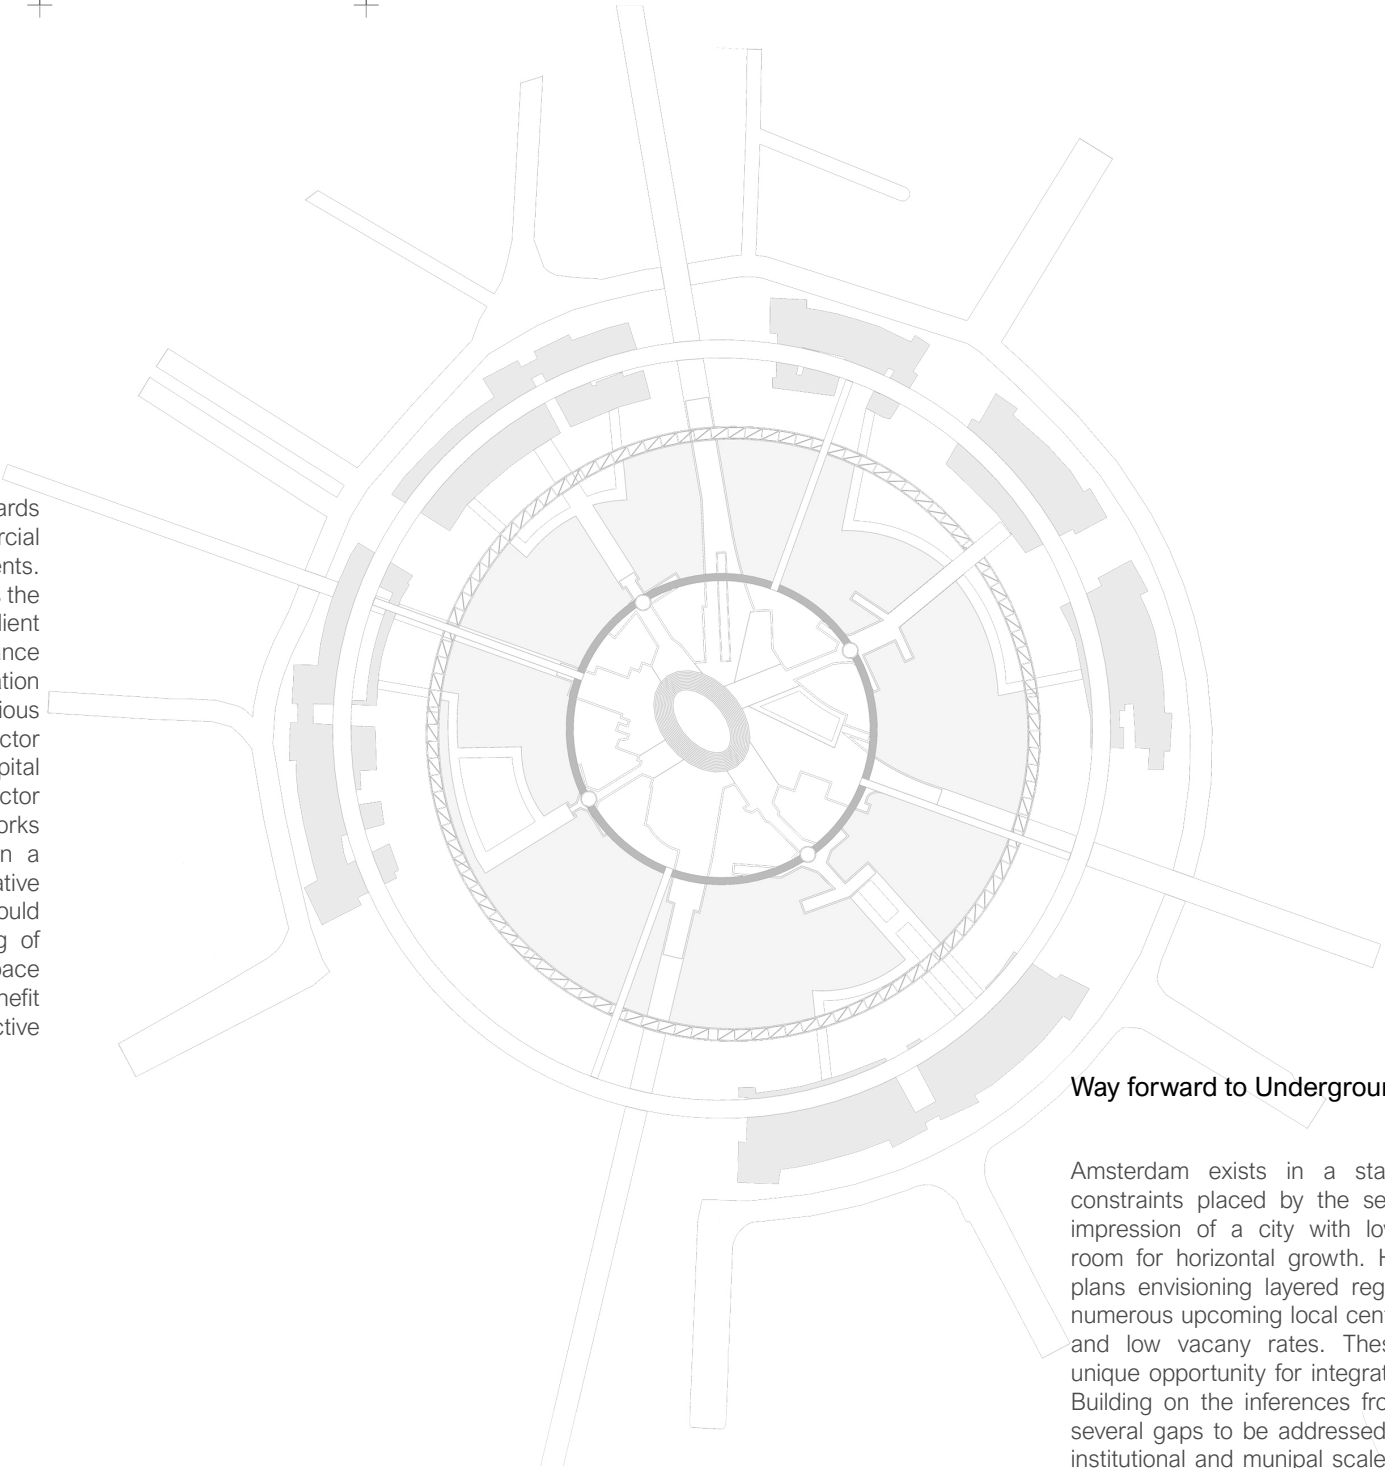 ards
rcial
ents.
s the
lient
ance
ation
ious
ctor
pital
ctor
orks
n a
ative
ould
g of
pace
nefit
ctive
Way forward to Undergroun
Amsterdam exists in a sta
constraints placed by the se
impression of a city with lo
room for horizontal growth. H
plans envisioning layered reg
numerous upcoming local cent
and low vacany rates. Thes
unique opportunity for integrat
Building on the inferences fro
several gaps to be addressed
institutional and munipal scale